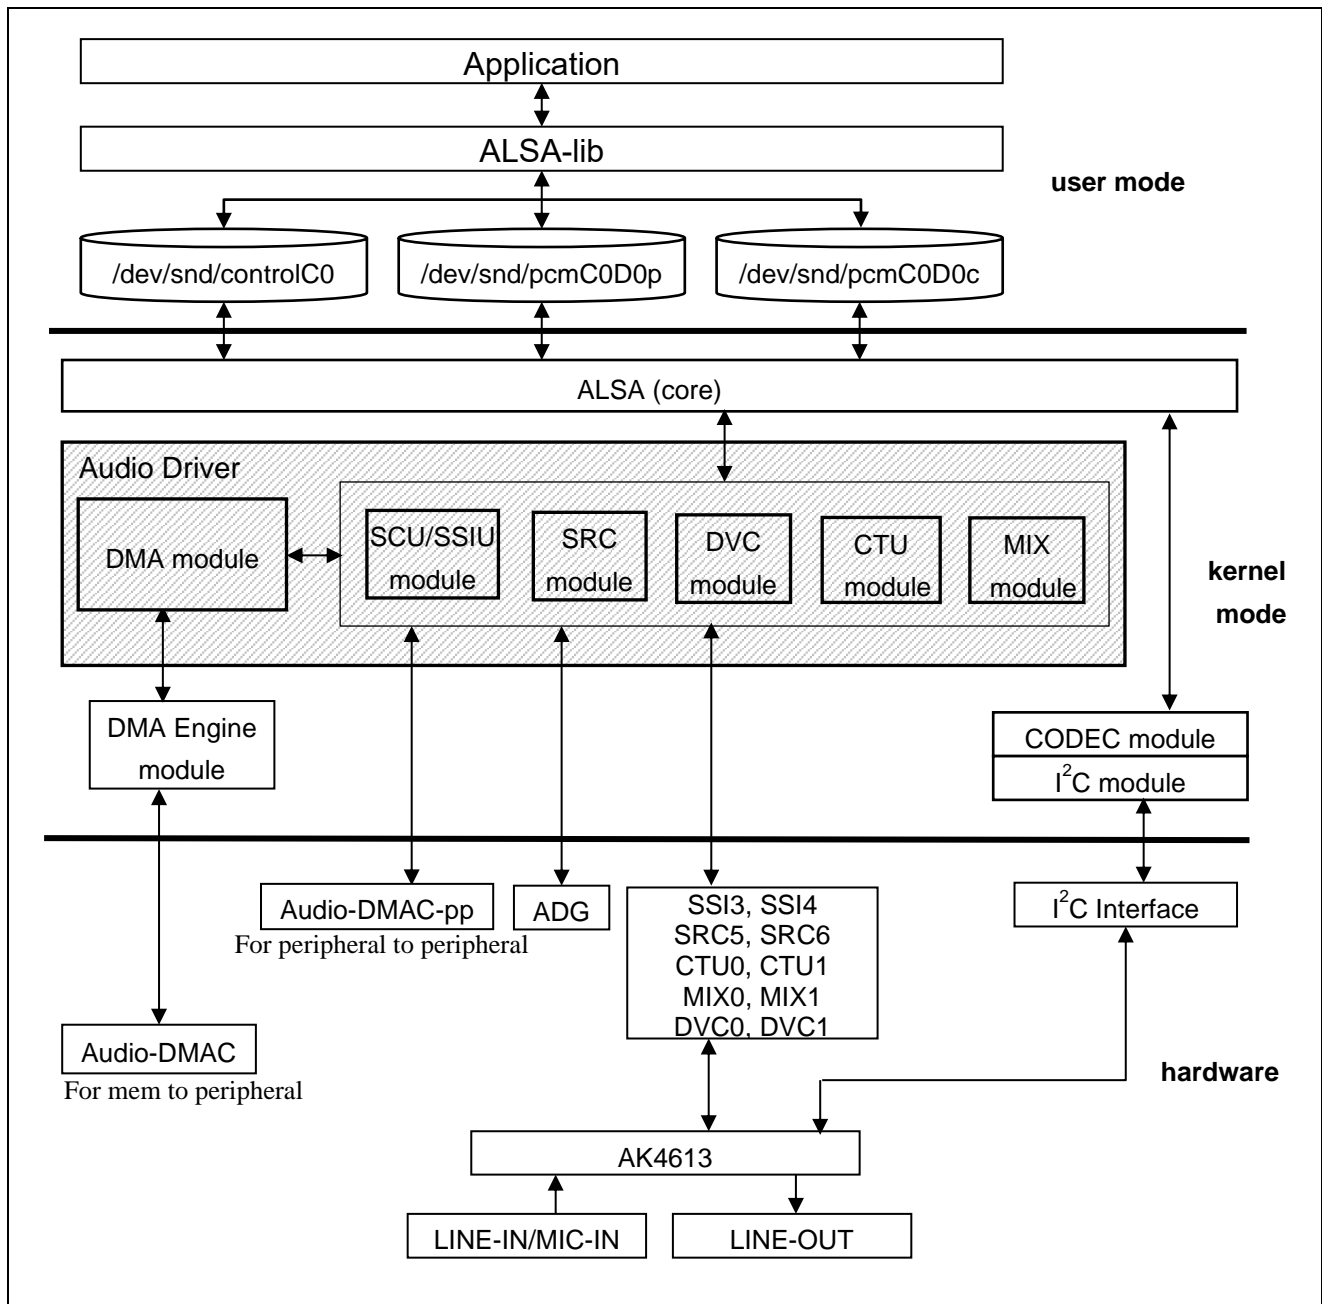 Application
ALSA-lib
user mode
/dev/snd/controlC0
/dev/snd/pcmC0D0p
/dev/snd/pcmC0D0c
ALSA (core)
Audio Driver
DMA module
SCU/SSIU
module
SRC
module
DVC
module
CTU
module
MIX
module
kernel
mode
DMA Engine
module
CODEC module
I²C module
Audio-DMAC-pp
For peripheral to peripheral
ADG
SSI3, SSI4
SRC5, SRC6
CTU0, CTU1
MIX0, MIX1
DVC0, DVC1
I²C Interface
Audio-DMAC
For mem to peripheral
hardware
AK4613
LINE-IN/MIC-IN
LINE-OUT